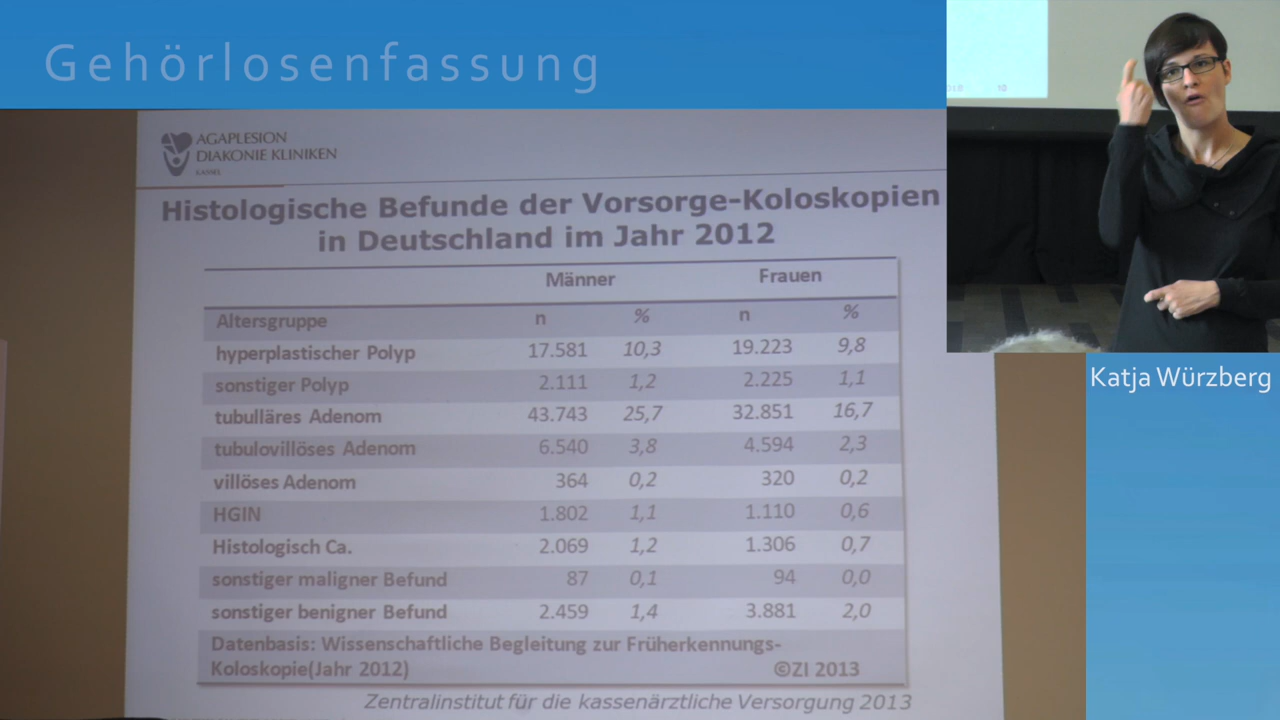 Gehörlosenfassung
AGAPLESION
DIAKONIE KLINIKEN
KASSEL
Histologische Befunde der Vorsorge-Koloskopien
in Deutschland im Jahr 2012
Männer Frauen
Altersgruppe n % n %
hyperplastischer Polyp 17.581 10,3 19.223 9,8
sonstiger Polyp 2.111 1,2 2.225 1,1
tubulläres Adenom 43.743 25,7 32.851 16,7
tubulovillöses Adenom 6.540 3,8 4.594 2,3
villöses Adenom 364 0,2 320 0,2
HGIN 1.802 1,1 1.110 0,6
Histologisch Ca. 2.069 1,2 1.306 0,7
sonstiger maligner Befund 87 0,1 94 0,0
sonstiger benigner Befund 2.459 1,4 3.881 2,0
Datenbasis: Wissenschaftliche Begleitung zur Früherkennungs-
Koloskopie(Jahr 2012) ©ZI 2013
Zentralinstitut für die kassenärztliche Versorgung 2013
Katja Würzberg